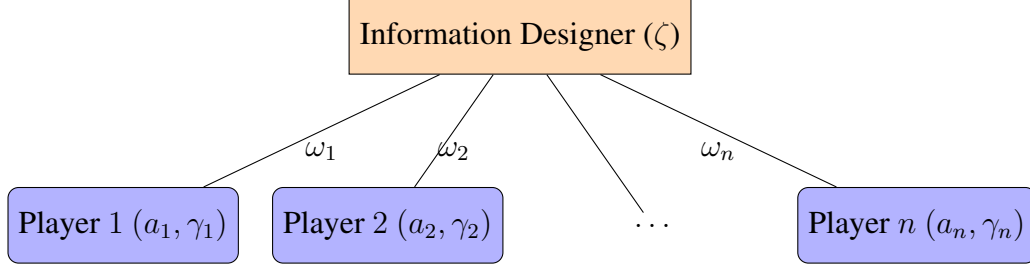 Information Designer (ζ)
ω₁ ω₂ ωₙ
Player 1 (a₁, γ₁) Player 2 (a₂, γ₂) … Player n (aₙ, γₙ)